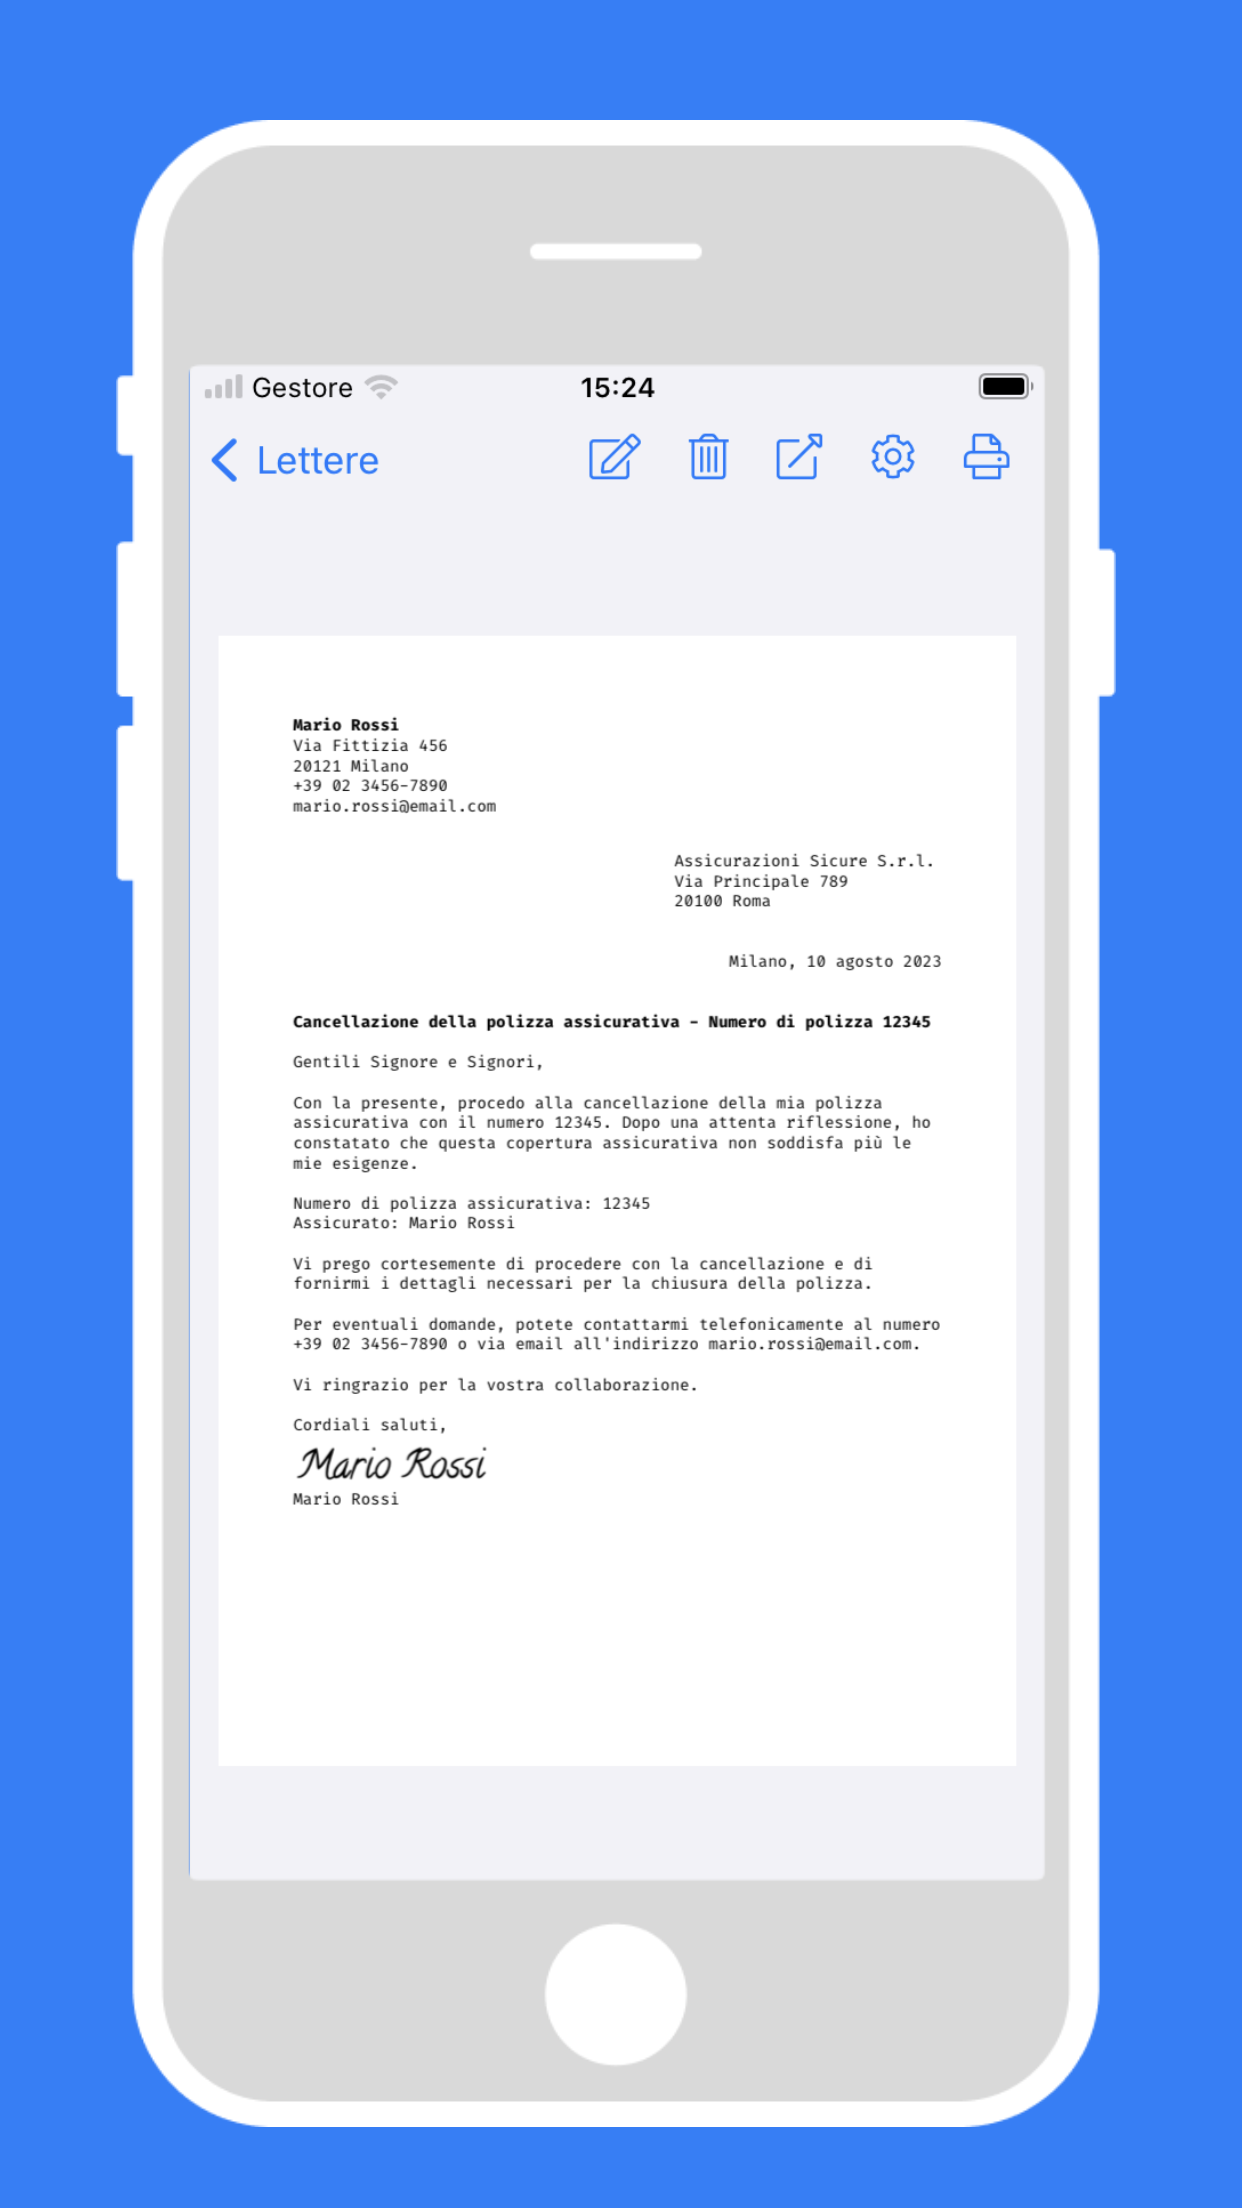 Gestore
15:24
Lettere
Mario Rossi
Via Fittizia 456
20121 Milano
+39 02 3456-7890
mario.rossi@email.com
Assicurazioni Sicure S.r.l.
Via Principale 789
20100 Roma
Milano, 10 agosto 2023
Cancellazione della polizza assicurativa – Numero di polizza 12345
Gentili Signore e Signori,
Con la presente, procedo alla cancellazione della mia polizza
assicurativa con il numero 12345. Dopo una attenta riflessione, ho
constatato che questa copertura assicurativa non soddisfa più le
mie esigenze.
Numero di polizza assicurativa: 12345
Assicurato: Mario Rossi
Vi prego cortesemente di procedere con la cancellazione e di
fornirmi i dettagli necessari per la chiusura della polizza.
Per eventuali domande, potete contattarmi telefonicamente al numero
+39 02 3456-7890 o via email all'indirizzo mario.rossi@email.com.
Vi ringrazio per la vostra collaborazione.
Cordiali saluti,
Mario Rossi
Mario Rossi